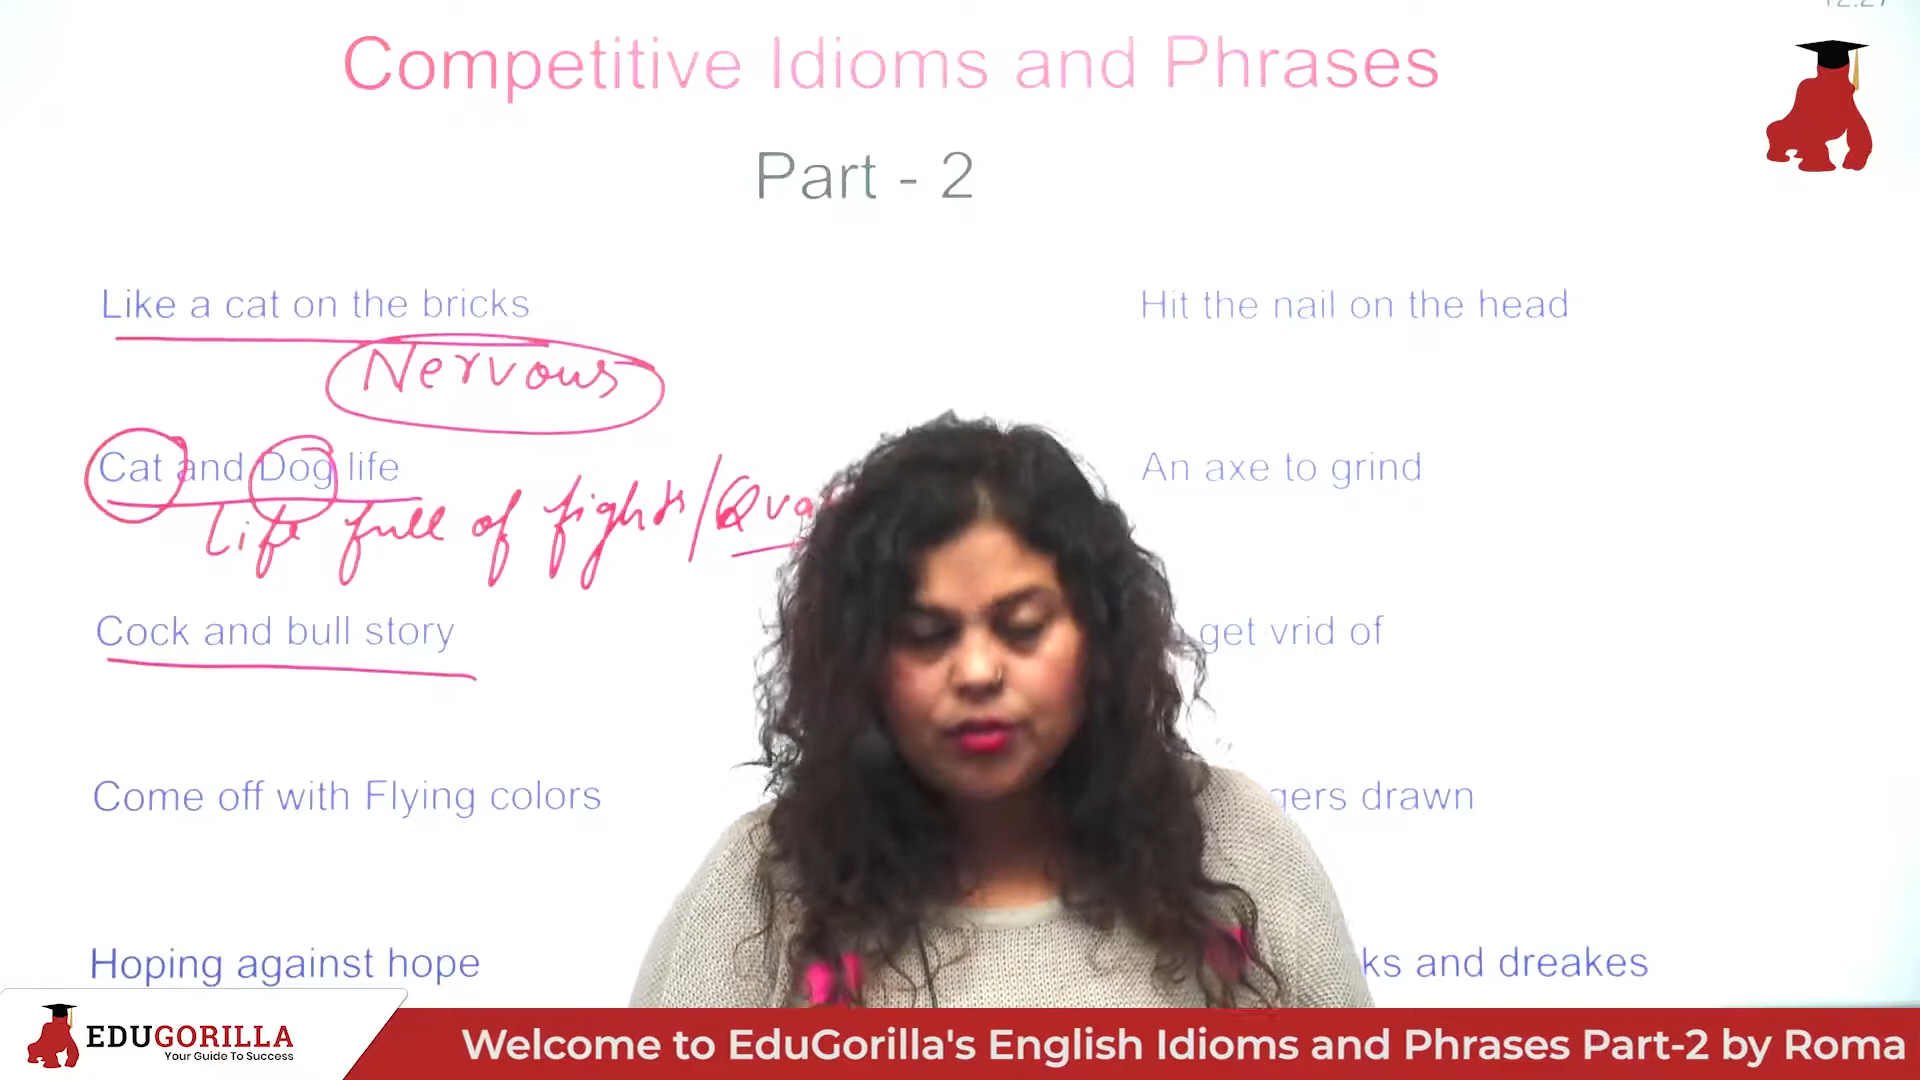 Competitive Idioms and Phrases
Part - 2
Like a cat on the bricks
Nervous
Cat and Dog life
Life full of fights/
Cock and bull story
Come off with Flying colors
Hoping against hope
Hit the nail on the head
An axe to grind
get vrid of
drawn
and dreakes
EDUGORILLA
Your Guide To Success
Welcome to EduGorilla's English Idioms and Phrases Part-2 by Roma